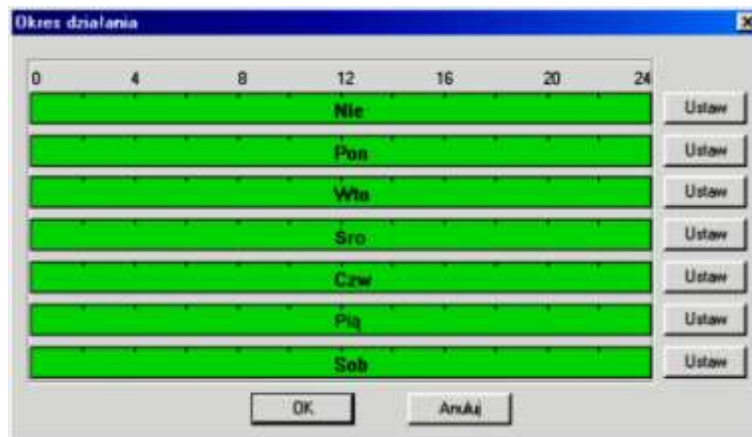 Okres działania
0 4 8 12 16 20 24
Nie Ustaw
Pon Ustaw
Wto Ustaw
Śro Ustaw
Czw Ustaw
Pią Ustaw
Sob Ustaw
OK Anuluj